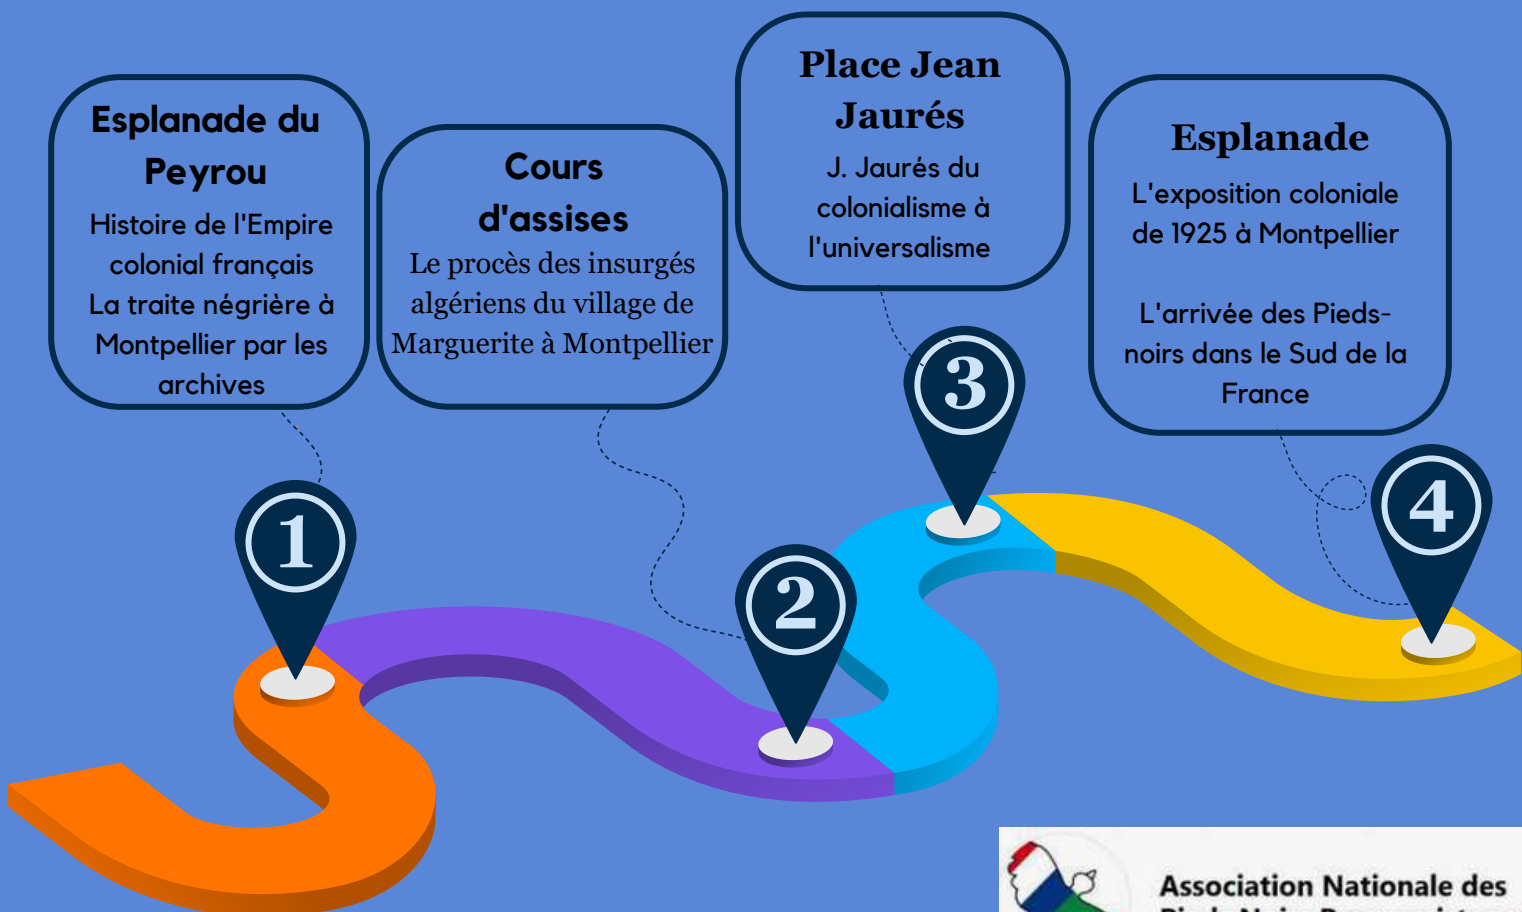 Esplanade du
Peyrou
Histoire de l'Empire
colonial français
La traite négrière à
Montpellier par les
archives
1
Cours
d'assises
Le procès des insurgés
algériens du village de
Marguerite à Montpellier
2
Place Jean
Jaurés
J. Jaurés du
colonialisme à
l'universalisme
3
Esplanade
L'exposition coloniale
de 1925 à Montpellier
L'arrivée des Pieds-
noirs dans le Sud de la
France
4
Association Nationale des